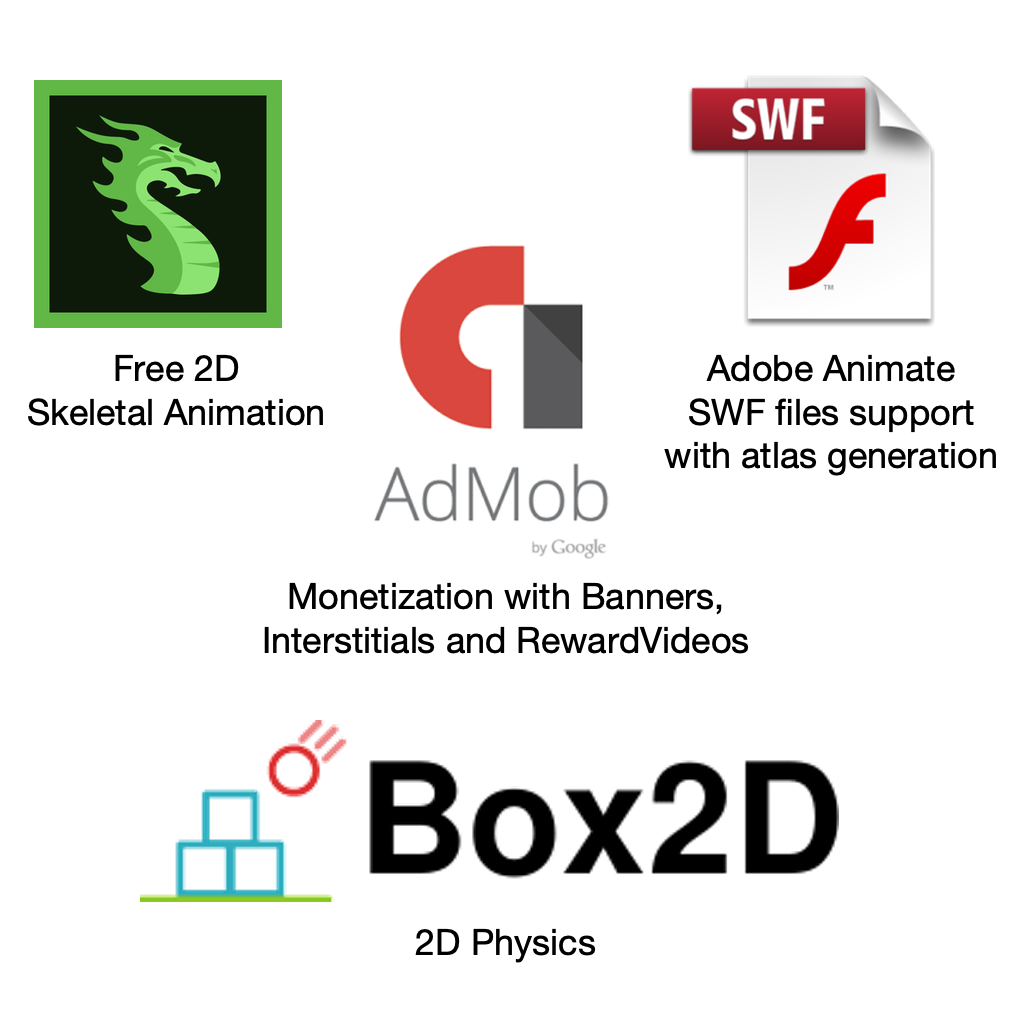 SWF
TM
Free 2D
Skeletal Animation
Adobe Animate
SWF files support
with atlas generation
AdMob
by Google
Monetization with Banners,
Interstitials and RewardVideos
Box2D
2D Physics